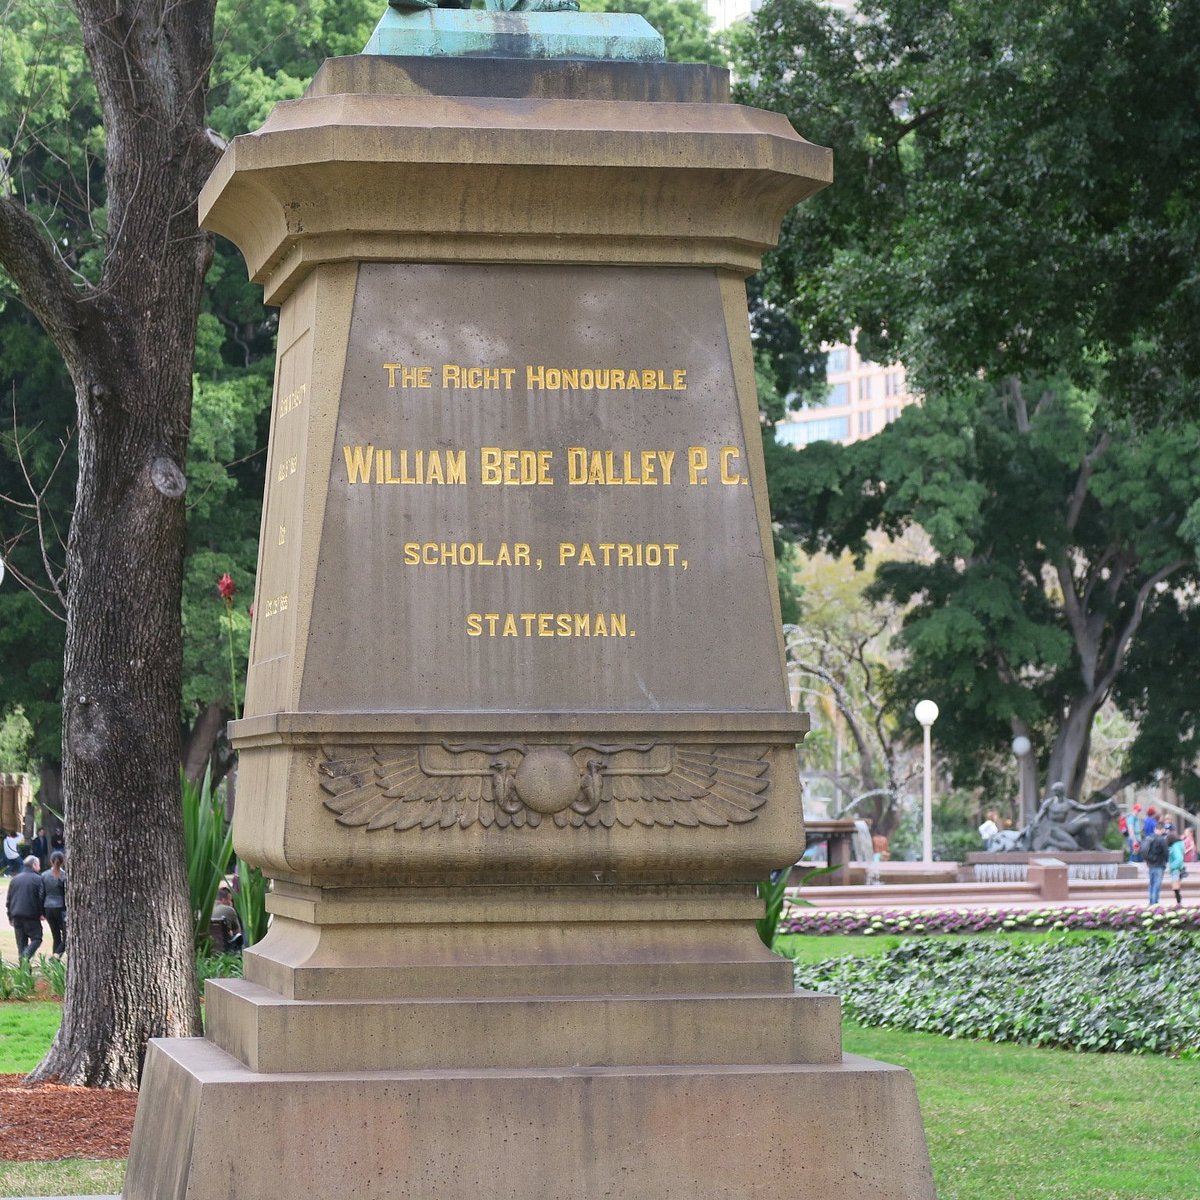 THE RIGHT HONOURABLE
WILLIAM BEDE DALLEY P. C.
SCHOLAR, PATRIOT,
STATESMAN.